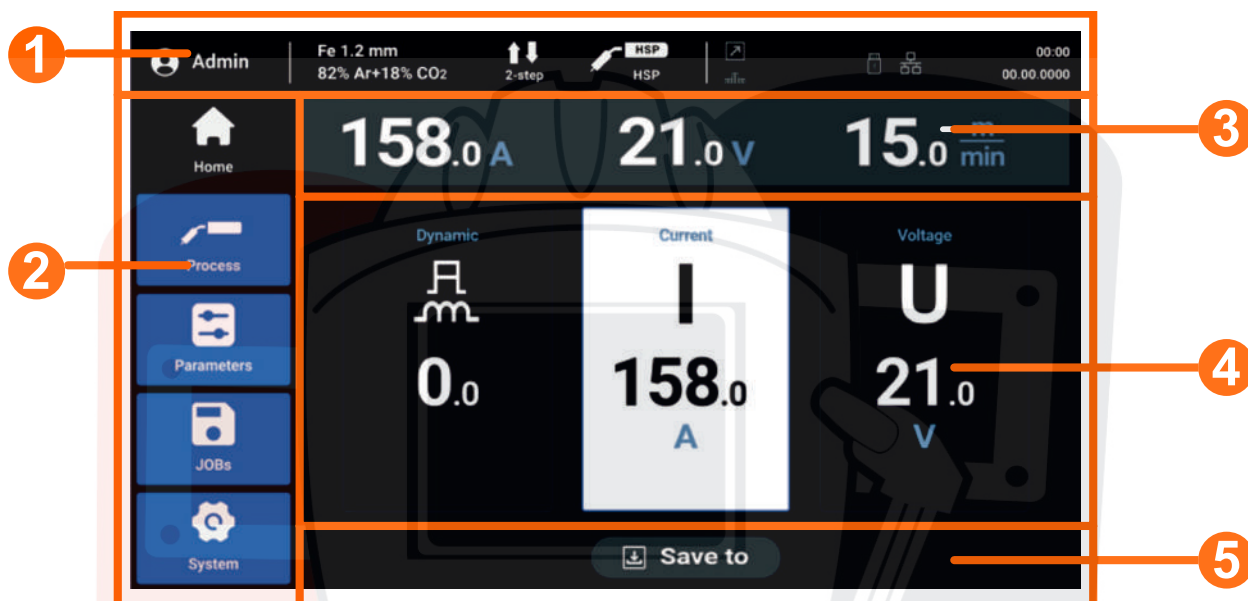 1
Admin
Fe 1.2 mm
82% Ar+18% CO2
2-step
HSP
HSP
00:00
00.00.0000
Home
158.0 A
21.0 V
15.0 m/min
3
2
Process
Parameters
JOBs
System
Dynamic
0.0
Current
I
158.0
A
Voltage
U
21.0
V
4
Save to
5